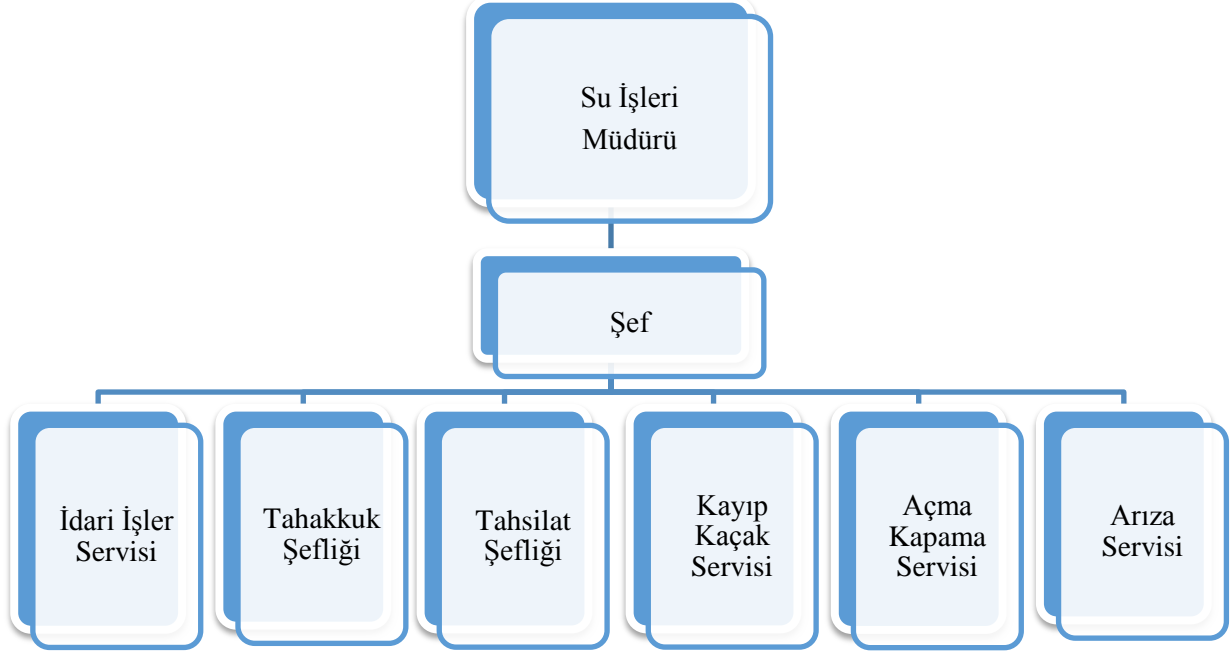 Su İşleri
Müdürü
Şef
İdari İşler
Servisi
Tahakkuk
Şefliği
Tahsilat
Şefliği
Kayıp
Kaçak
Servisi
Açma
Kapama
Servisi
Arıza
Servisi